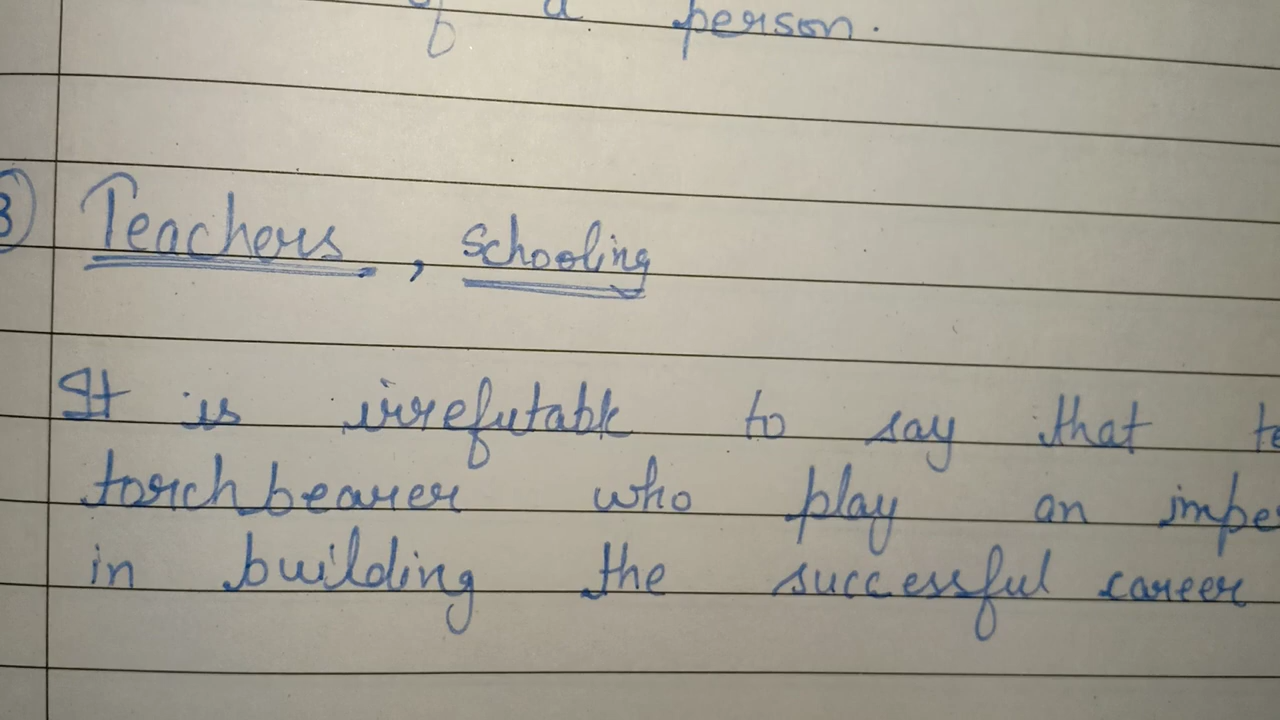 of a person.
3 Teachers, schooling
It is irrefutable to say that
torchbearer who play an
in building the successful career